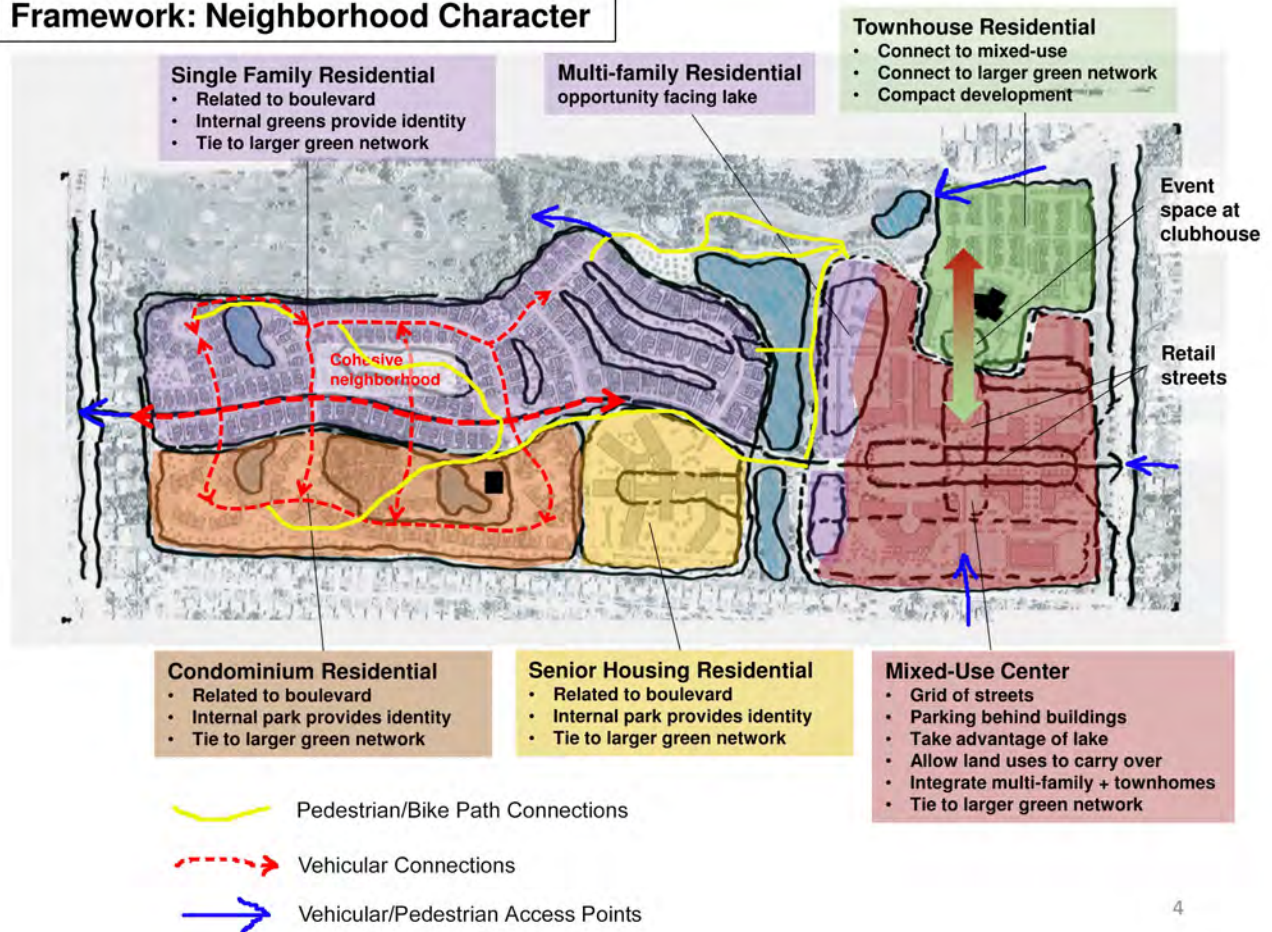 Framework: Neighborhood Character
Single Family Residential
• Related to boulevard
• Internal greens provide identity
• Tie to larger green network
Multi-family Residential
opportunity facing lake
Townhouse Residential
• Connect to mixed-use
• Connect to larger green network
• Compact development
Event
space at
clubhouse
Retail
streets
Cohesive
neighborhood
Condominium Residential
• Related to boulevard
• Internal park provides identity
• Tie to larger green network
Senior Housing Residential
• Related to boulevard
• Internal park provides identity
• Tie to larger green network
Mixed-Use Center
• Grid of streets
• Parking behind buildings
• Take advantage of lake
• Allow land uses to carry over
• Integrate multi-family + townhomes
• Tie to larger green network
Pedestrian/Bike Path Connections
Vehicular Connections
Vehicular/Pedestrian Access Points
4